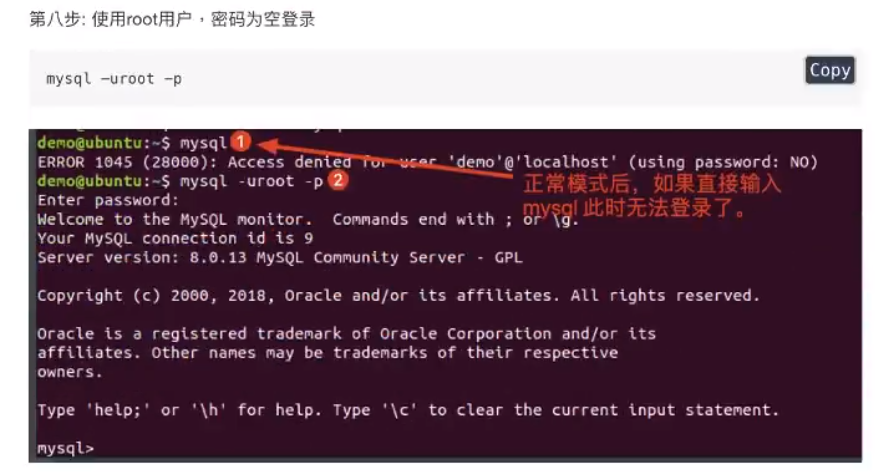 第八步: 使用root用户，密码为空登录
mysql -uroot -p
Copy
demo@ubuntu:~$ mysql 1
ERROR 1045 (28000): Access denied for user 'demo'@'localhost' (using password: NO)
demo@ubuntu:~$ mysql -uroot -p 2
正常模式后，如果直接输入
mysql 此时无法登录了。
Enter password:
Welcome to the MySQL monitor.  Commands end with ; or \g.
Your MySQL connection id is 9
Server version: 8.0.13 MySQL Community Server - GPL
Copyright (c) 2000, 2018, Oracle and/or its affiliates. All rights reserved.
Oracle is a registered trademark of Oracle Corporation and/or its
affiliates. Other names may be trademarks of their respective
owners.
Type 'help;' or '\h' for help. Type '\c' to clear the current input statement.
mysql>